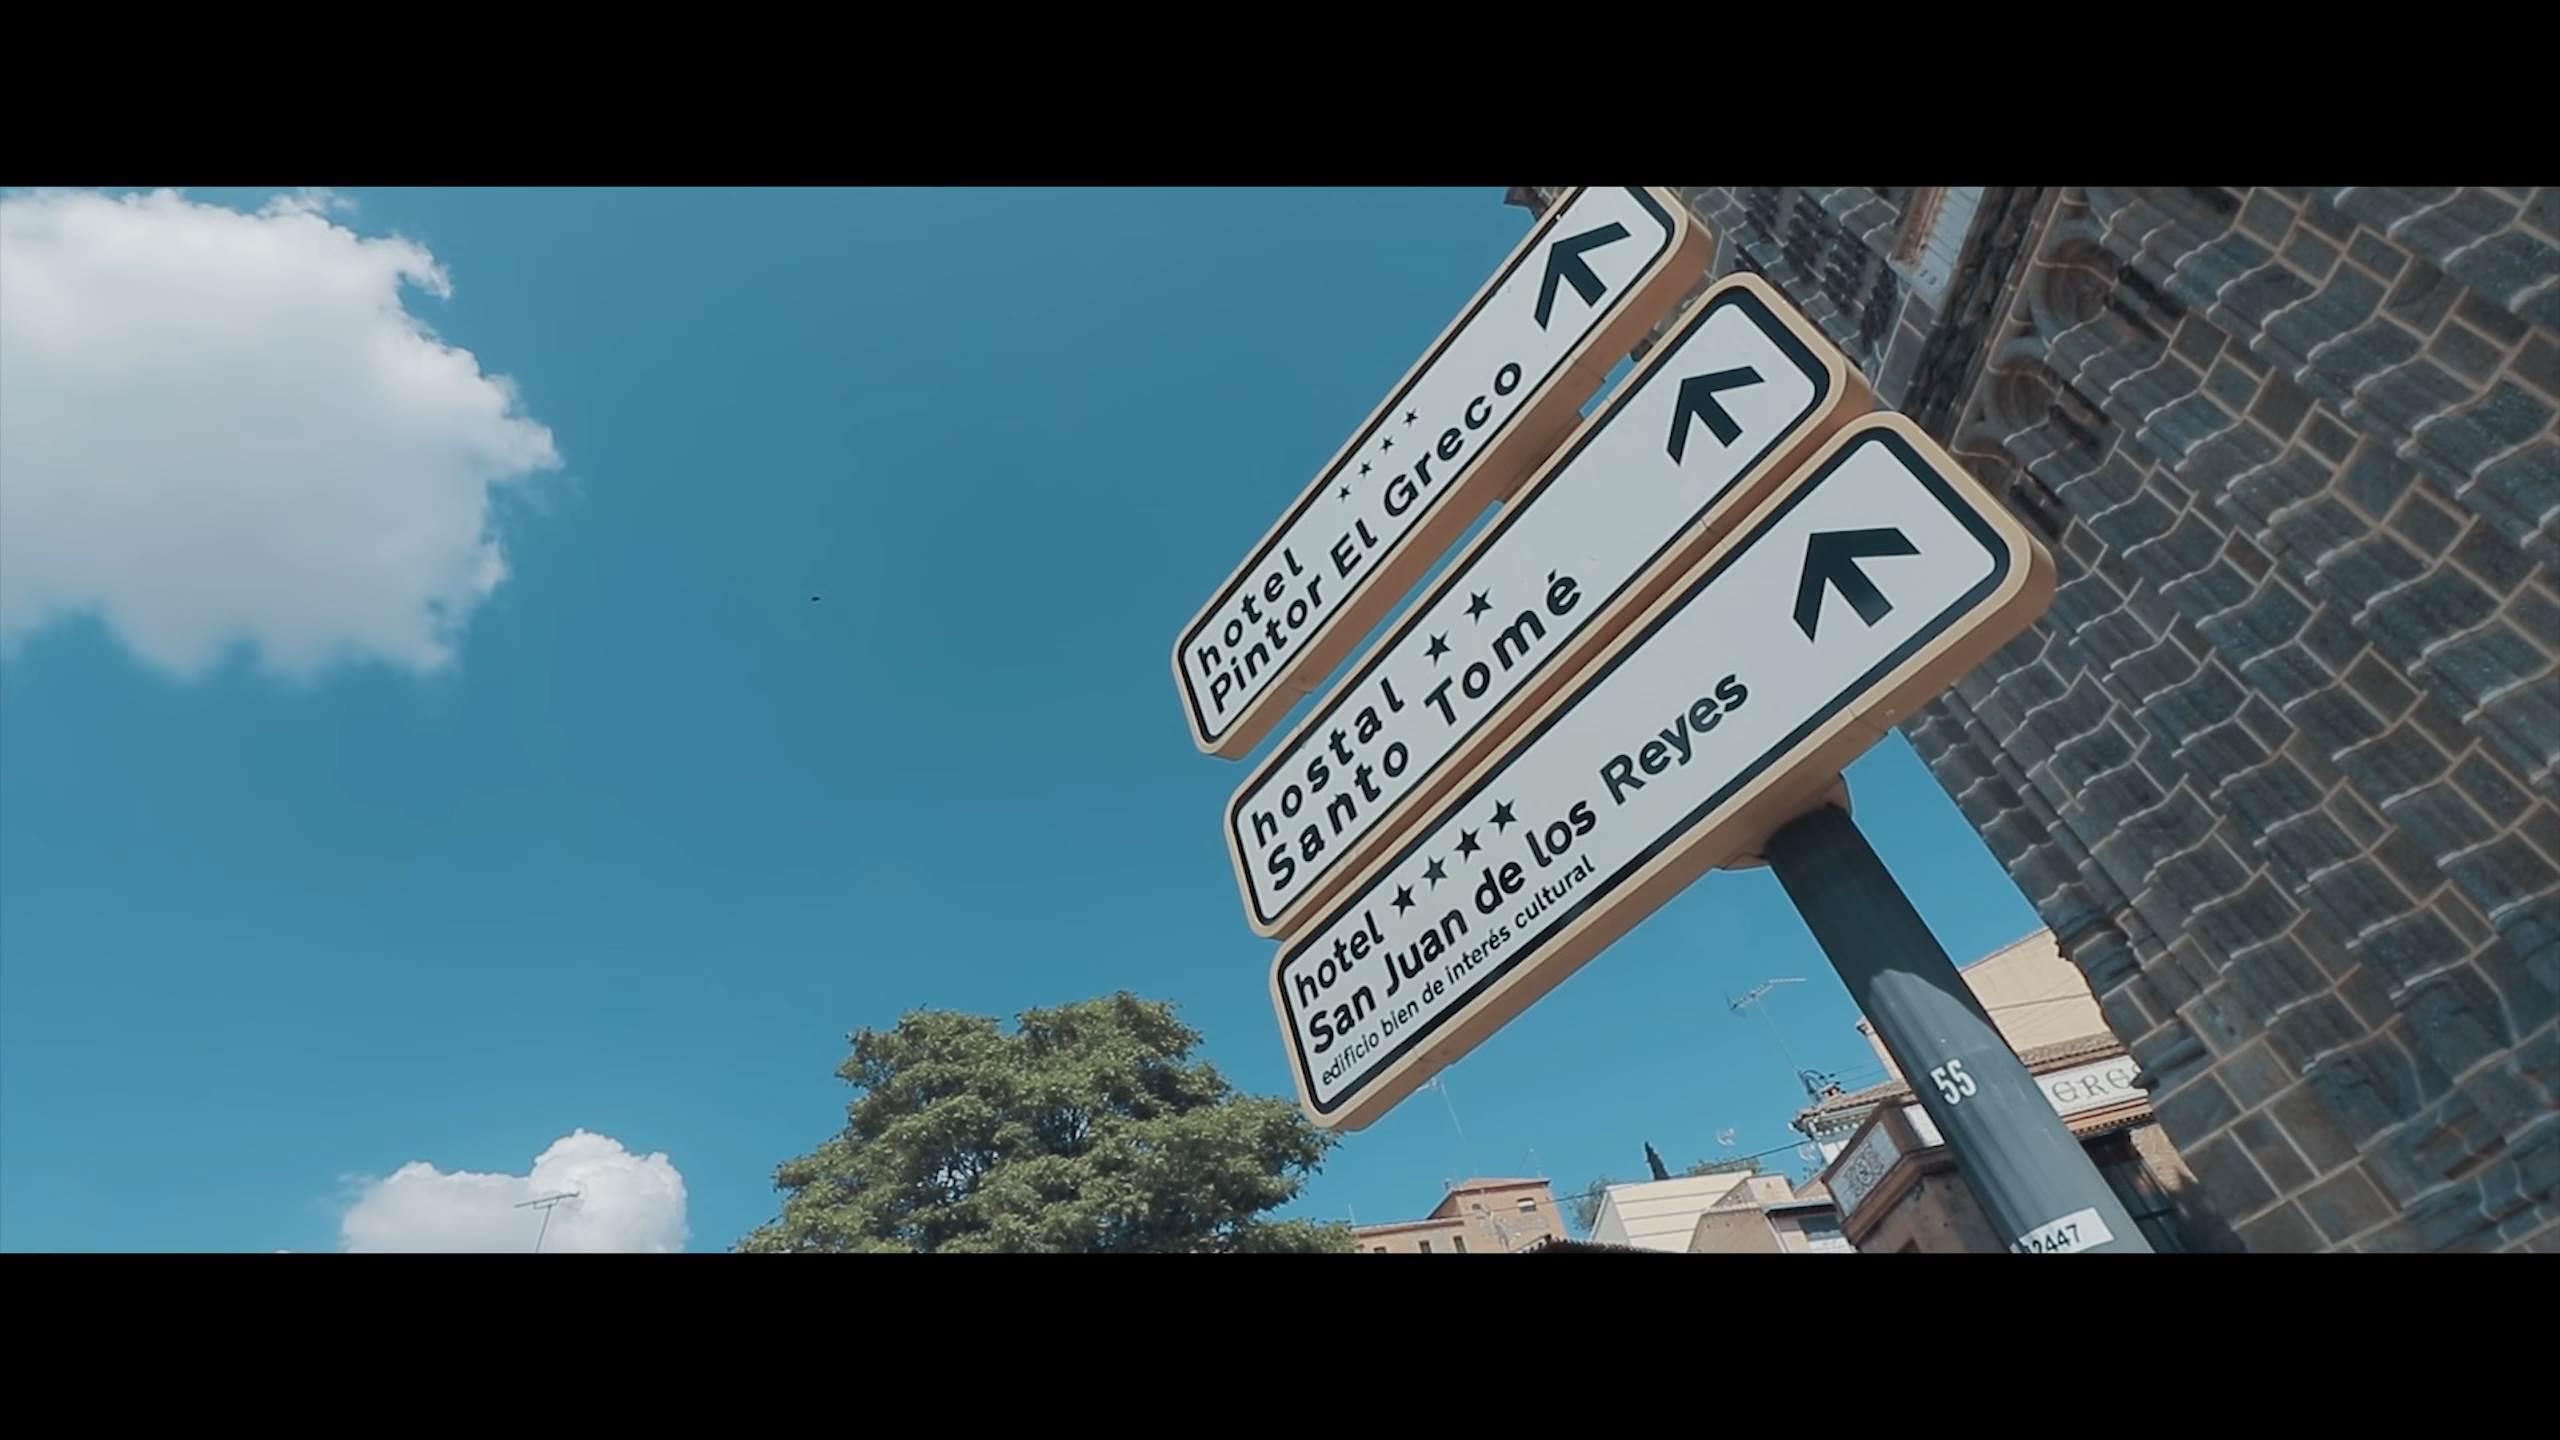 hotel ★★★★
Pintor El Greco
hostal ★★
Santo Tomé
hotel ★★★★
San Juan de los Reyes
edificio bien de interés cultural
55